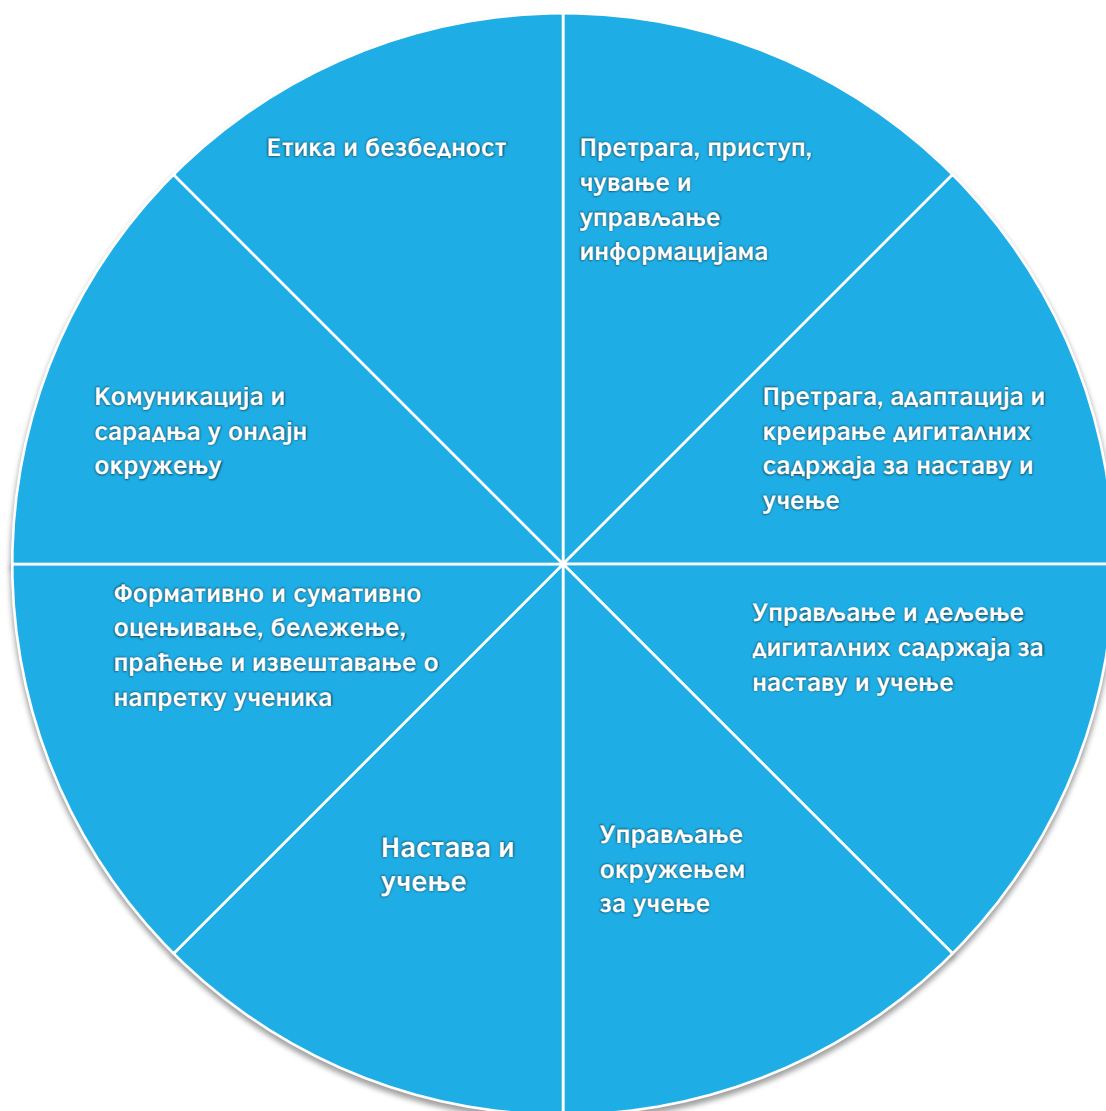 Етика и безбедност
Претрага, приступ,
чување и
управљање
информацијама
Претрага, адаптација и
креирање дигиталних
садржаја за наставу и
учење
Управљање и дељење
дигиталних садржаја за
наставу и учење
Управљање
окружењем
за учење
Настава и
учење
Формативно и сумативно
оцењивање, бележење,
праћење и извештавање о
напретку ученика
Комуникација и
сарадња у онлајн
окружењу